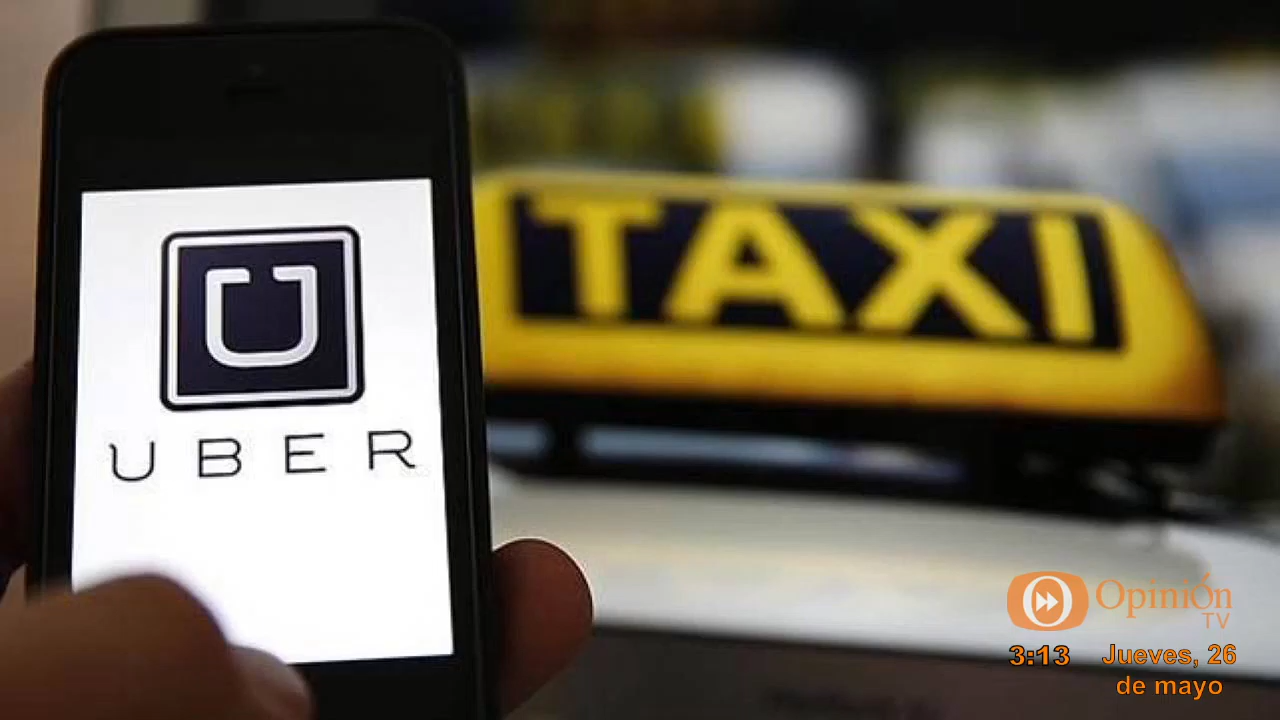 U
UBER
TAXI
Opinión
TV
3:13
Jueves, 26
de mayo